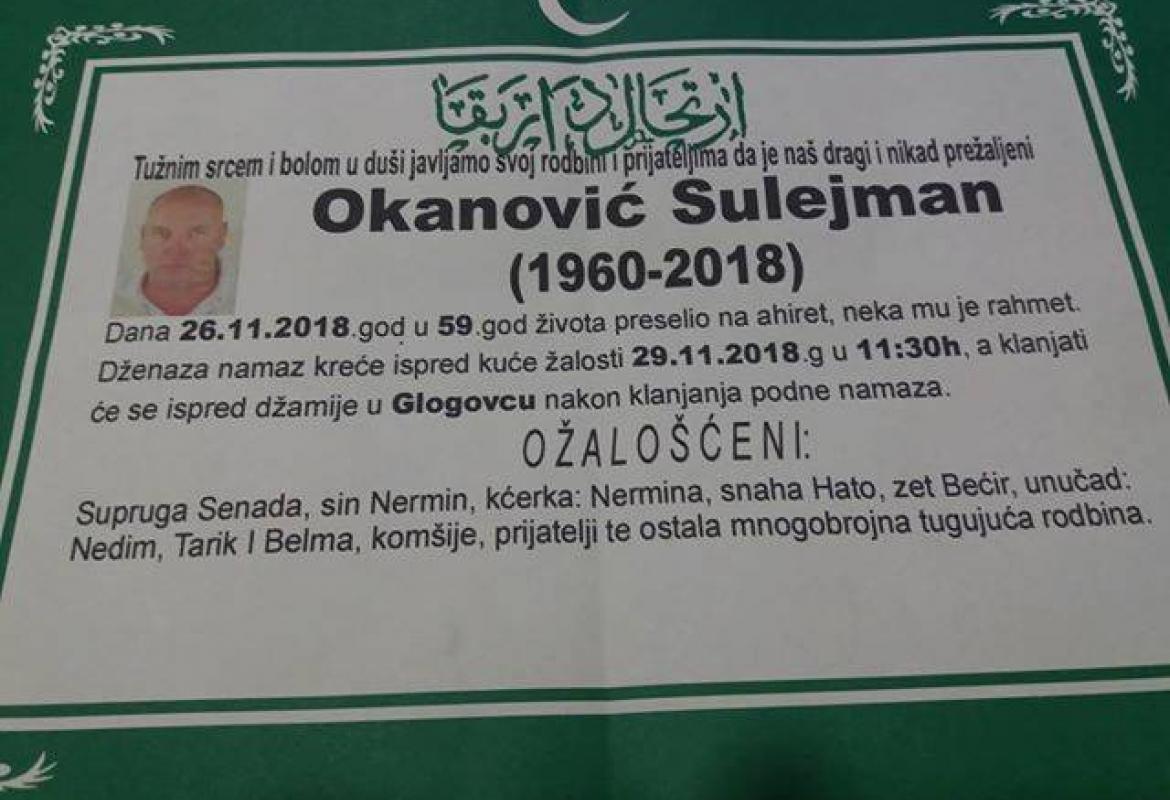 Tužnim srcem i bolom u duši javljamo svoj rodbini i prijateljima da je naš dragi i nikad prežaljeni
Okanović Sulejman
(1960-2018)
Dana 26.11.2018.god u 59.god života preselio na ahiret, neka mu je rahmet.
Dženaza namaz kreće ispred kuće žalosti 29.11.2018.g u 11:30h, a klanjati
će se ispred džamije u Glogovcu nakon klanjanja podne namaza.
OŽALOŠĆENI:
Supruga Senada, sin Nermin, kćerka: Nermina, snaha Hato, zet Bećir, unučad:
Nedim, Tarik I Belma, komšije, prijatelji te ostala mnogobrojna tugujuća rodbina.